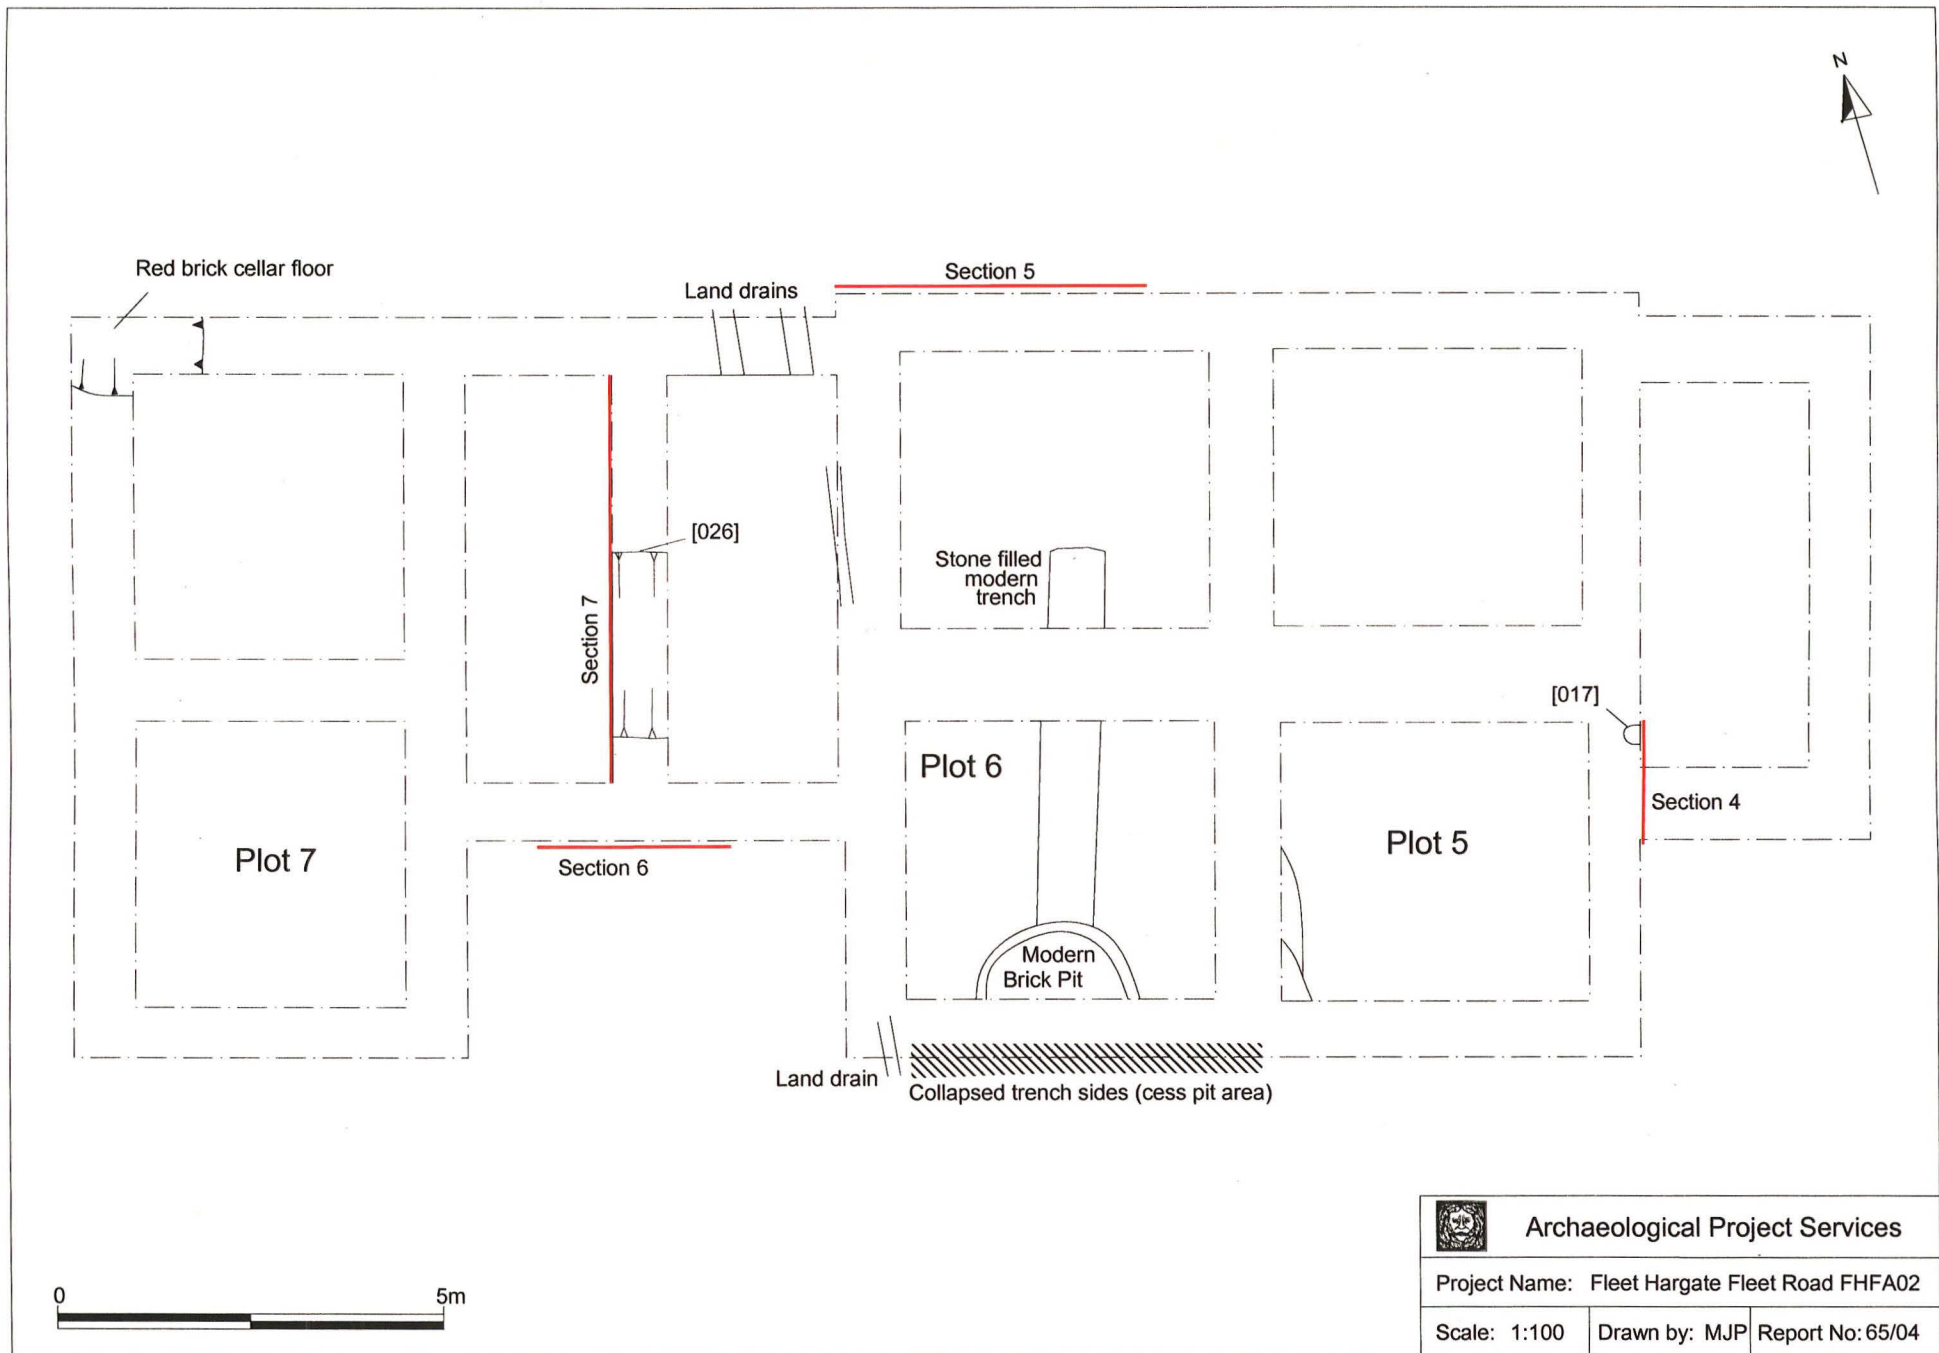 N
Red brick cellar floor
Land drains
Section 5
[026]
Section 7
Stone filled
modern
trench
[017]
Section 4
Plot 6
Plot 5
Plot 7
Section 6
Modern
Brick Pit
Land drain
Collapsed trench sides (cess pit area)
0
5m
Archaeological Project Services
Project Name: Fleet Hargate Fleet Road FHFA02
Scale: 1:100
Drawn by: MJP
Report No: 65/04